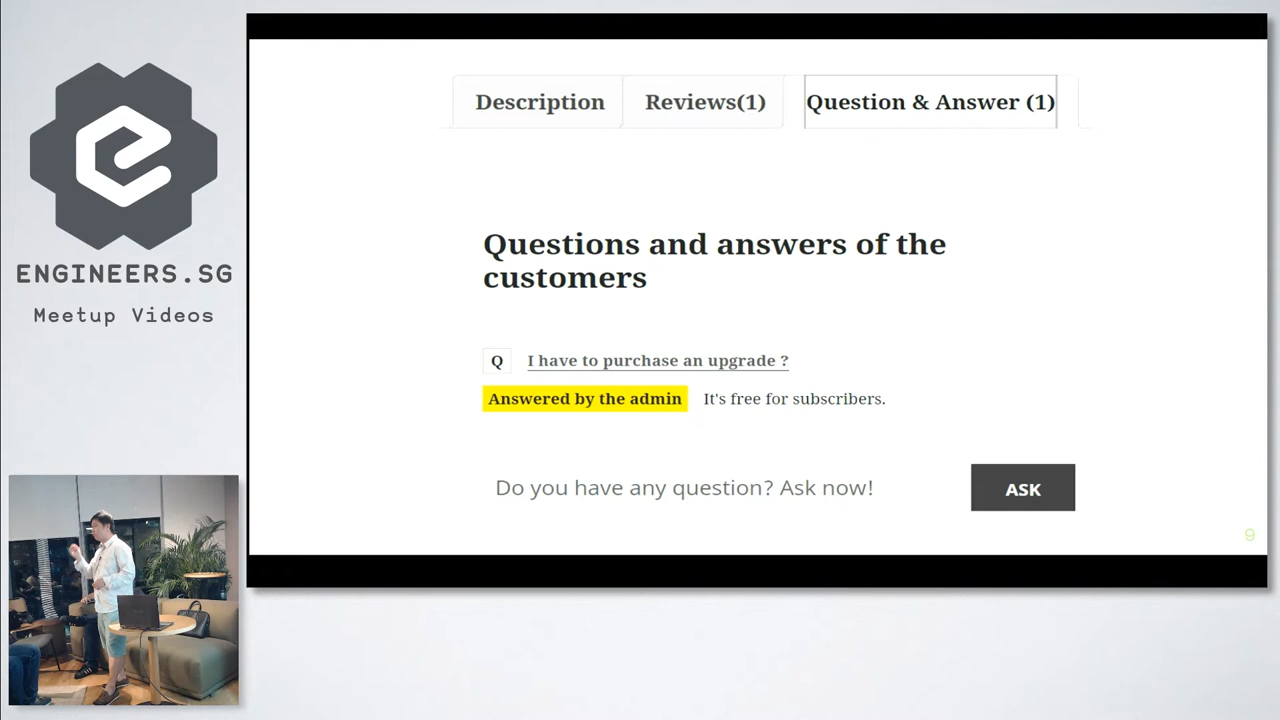 ENGINEERS.SG
Meetup Videos
Description
Reviews(1)
Question & Answer (1)
Questions and answers of the
customers
Q I have to purchase an upgrade ?
Answered by the admin It's free for subscribers.
Do you have any question? Ask now!
ASK
9